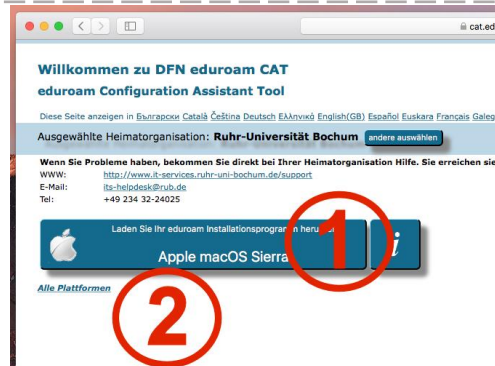 cat.ed
Willkommen zu DFN eduroam CAT
eduroam Configuration Assistant Tool
Diese Seite anzeigen in Български Català Čeština Deutsch Ελληνικά English(GB) Español Euskara Français Galeg
Ausgewählte Heimatorganisation: Ruhr-Universität Bochum andere auswählen
Wenn Sie Probleme haben, bekommen Sie direkt bei Ihrer Heimatorganisation Hilfe. Sie erreichen sie
WWW: http://www.it-services.ruhr-uni-bochum.de/support
E-Mail: its-helpdesk@rub.de
Tel: +49 234 32-24025
Laden Sie Ihr eduroam Installationsprogramm herunter
Apple macOS Sierra
i
1
Alle Plattformen
2